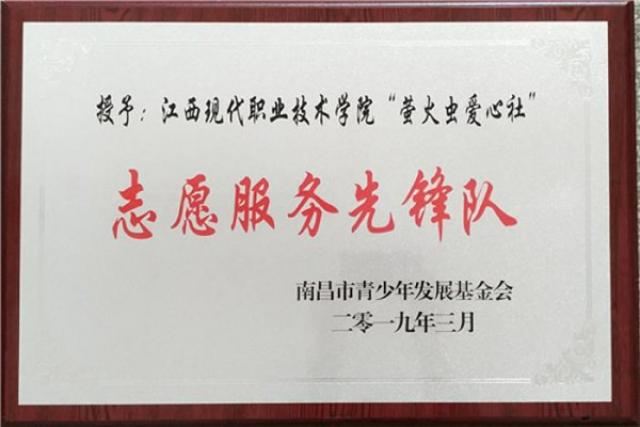 授予：江西现代职业技术学院“萤火虫爱心社”
志愿服务先锋队
南昌市青少年发展基金会
二零一九年三月